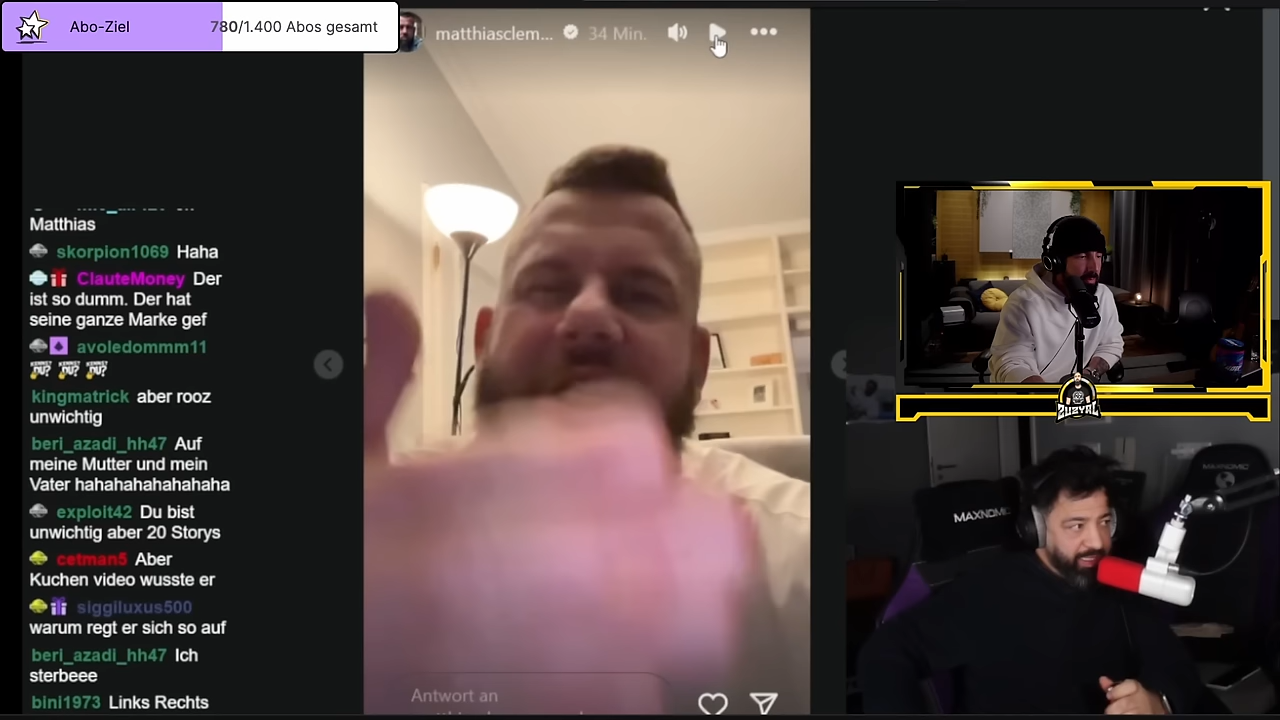 Abo-Ziel 780/1.400 Abos gesamt
matthiasclem... 34 Min.
Matthias
skorpion1069 Haha
ClauteMoney Der
ist so dumm. Der hat
seine ganze Marke gef
avoledommm11
kingmatrick aber rooz
unwichtig
beri_azadi_hh47 Auf
meine Mutter und mein
Vater hahahahahahahaha
exploit42 Du bist
unwichtig aber 20 Storys
cetman5 Aber
Kuchen video wusste er
siggiluxus500
warum regt er sich so auf
beri_azadi_hh47 Ich
sterbeee
bini1973 Links Rechts
Antwort an
ZUZYAL
MAXNOMIC
MAXNOMIC